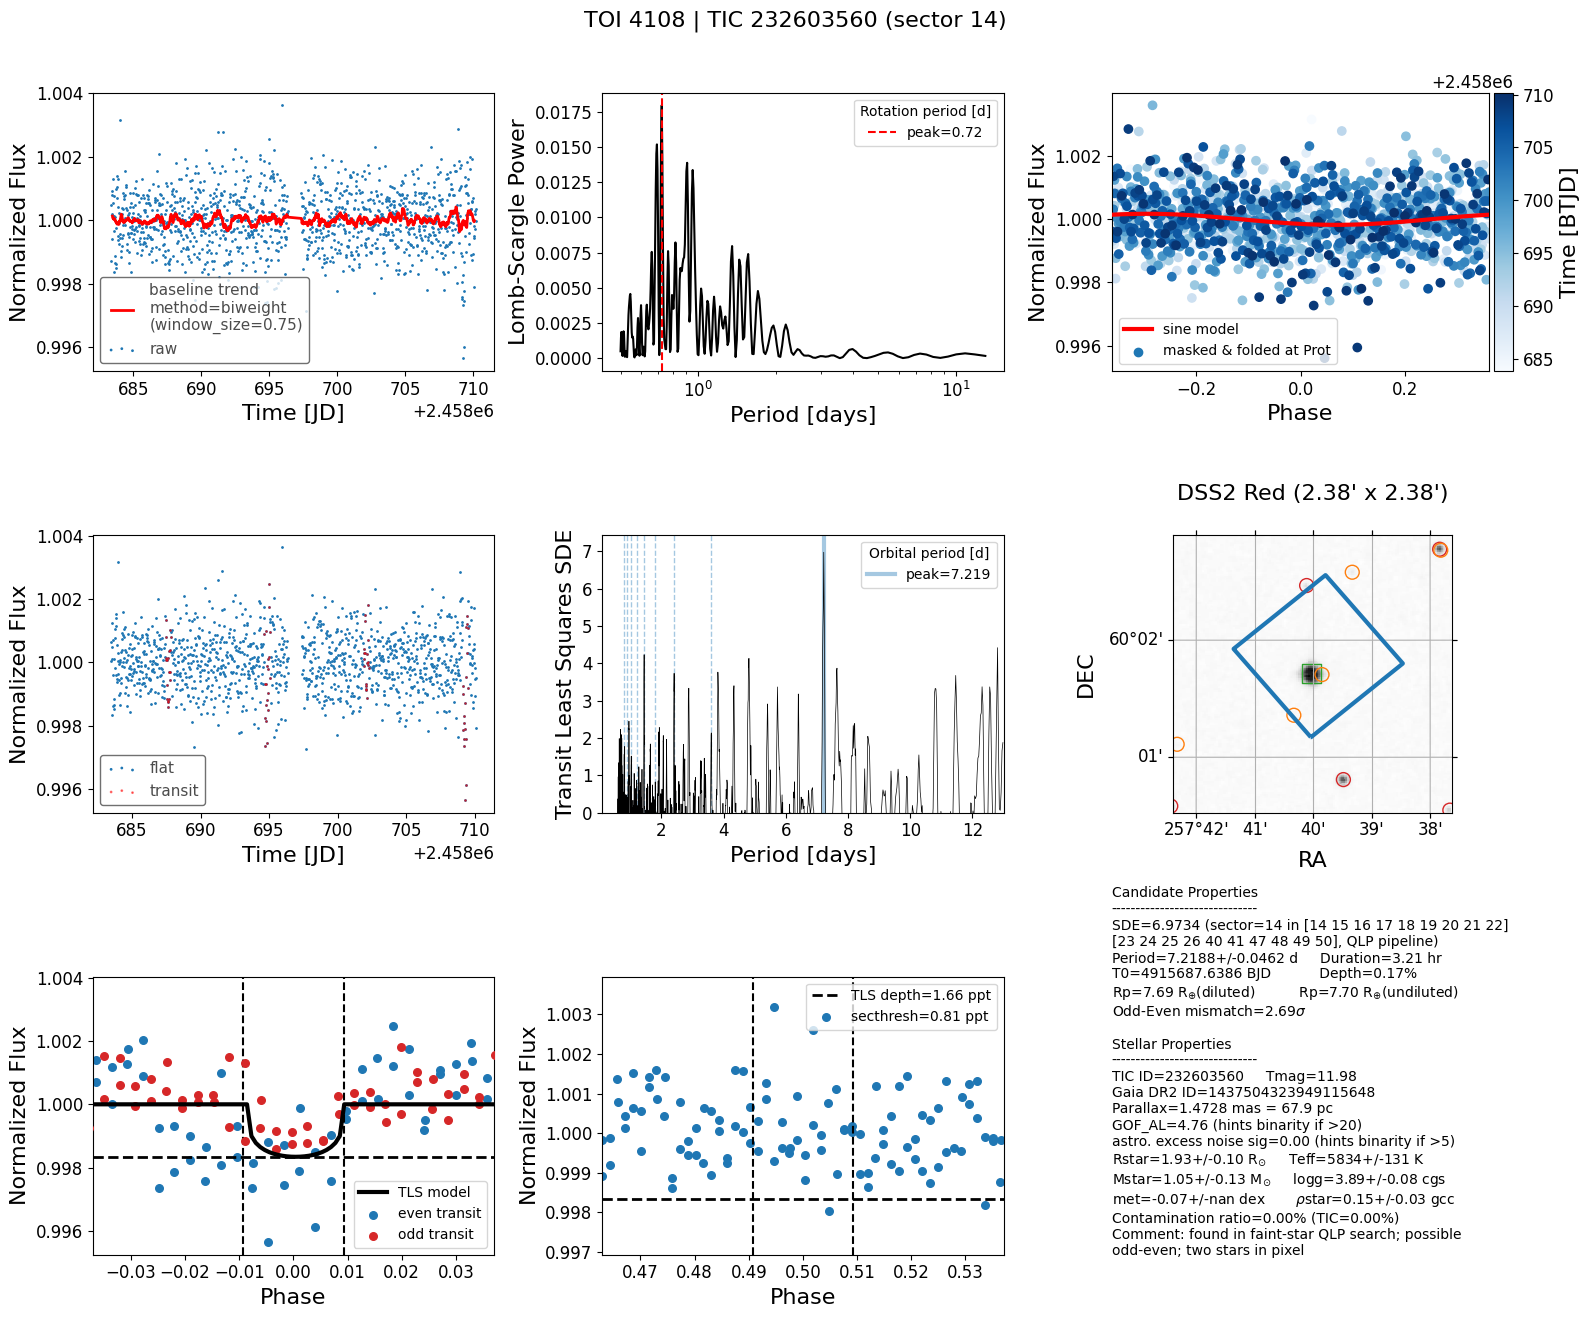 TOI 4108 | TIC 232603560 (sector 14)
1.004
1.002
1.000
0.998
0.996
Normalized Flux
baseline trend
method=biweight
(window_size=0.75)
raw
685 690 695 700 705 710
Time [JD]
+2.458e6
0.0175
0.0150
0.0125
0.0100
0.0075
0.0050
0.0025
0.0000
Lomb-Scargle Power
Rotation period [d]
peak=0.72
10⁰ 10¹
Period [days]
1.002
1.000
0.998
0.996
Normalized Flux
sine model
masked & folded at Prot
−0.2 0.0 0.2
Phase
+2.458e6
710
705
700
695
690
685
Time [BTJD]
1.004
1.002
1.000
0.998
0.996
Normalized Flux
flat
transit
685 690 695 700 705 710
Time [JD]
+2.458e6
7
6
5
4
3
2
1
0
Transit Least Squares SDE
Orbital period [d]
peak=7.219
2 4 6 8 10 12
Period [days]
DSS2 Red (2.38' x 2.38')
60°02'
01'
DEC
257°42' 41' 40' 39' 38'
RA
1.004
1.002
1.000
0.998
0.996
Normalized Flux
TLS model
even transit
odd transit
−0.03 −0.02 −0.01 0.00 0.01 0.02 0.03
Phase
1.003
1.002
1.001
1.000
0.999
0.998
0.997
Normalized Flux
TLS depth=1.66 ppt
secthresh=0.81 ppt
0.47 0.48 0.49 0.50 0.51 0.52 0.53
Phase
Candidate Properties
------------------------------
SDE=6.9734 (sector=14 in [14 15 16 17 18 19 20 21 22]
[23 24 25 26 40 41 47 48 49 50], QLP pipeline)
Period=7.2188+/-0.0462 d Duration=3.21 hr
T0=4915687.6386 BJD Depth=0.17%
Rp=7.69 R⊕(diluted) Rp=7.70 R⊕(undiluted)
Odd-Even mismatch=2.69σ
Stellar Properties
------------------------------
TIC ID=232603560 Tmag=11.98
Gaia DR2 ID=1437504323949115648
Parallax=1.4728 mas = 67.9 pc
GOF_AL=4.76 (hints binarity if >20)
astro. excess noise sig=0.00 (hints binarity if >5)
Rstar=1.93+/-0.10 R⊙ Teff=5834+/-131 K
Mstar=1.05+/-0.13 M⊙ logg=3.89+/-0.08 cgs
met=-0.07+/-nan dex ρstar=0.15+/-0.03 gcc
Contamination ratio=0.00% (TIC=0.00%)
Comment: found in faint-star QLP search; possible
odd-even; two stars in pixel